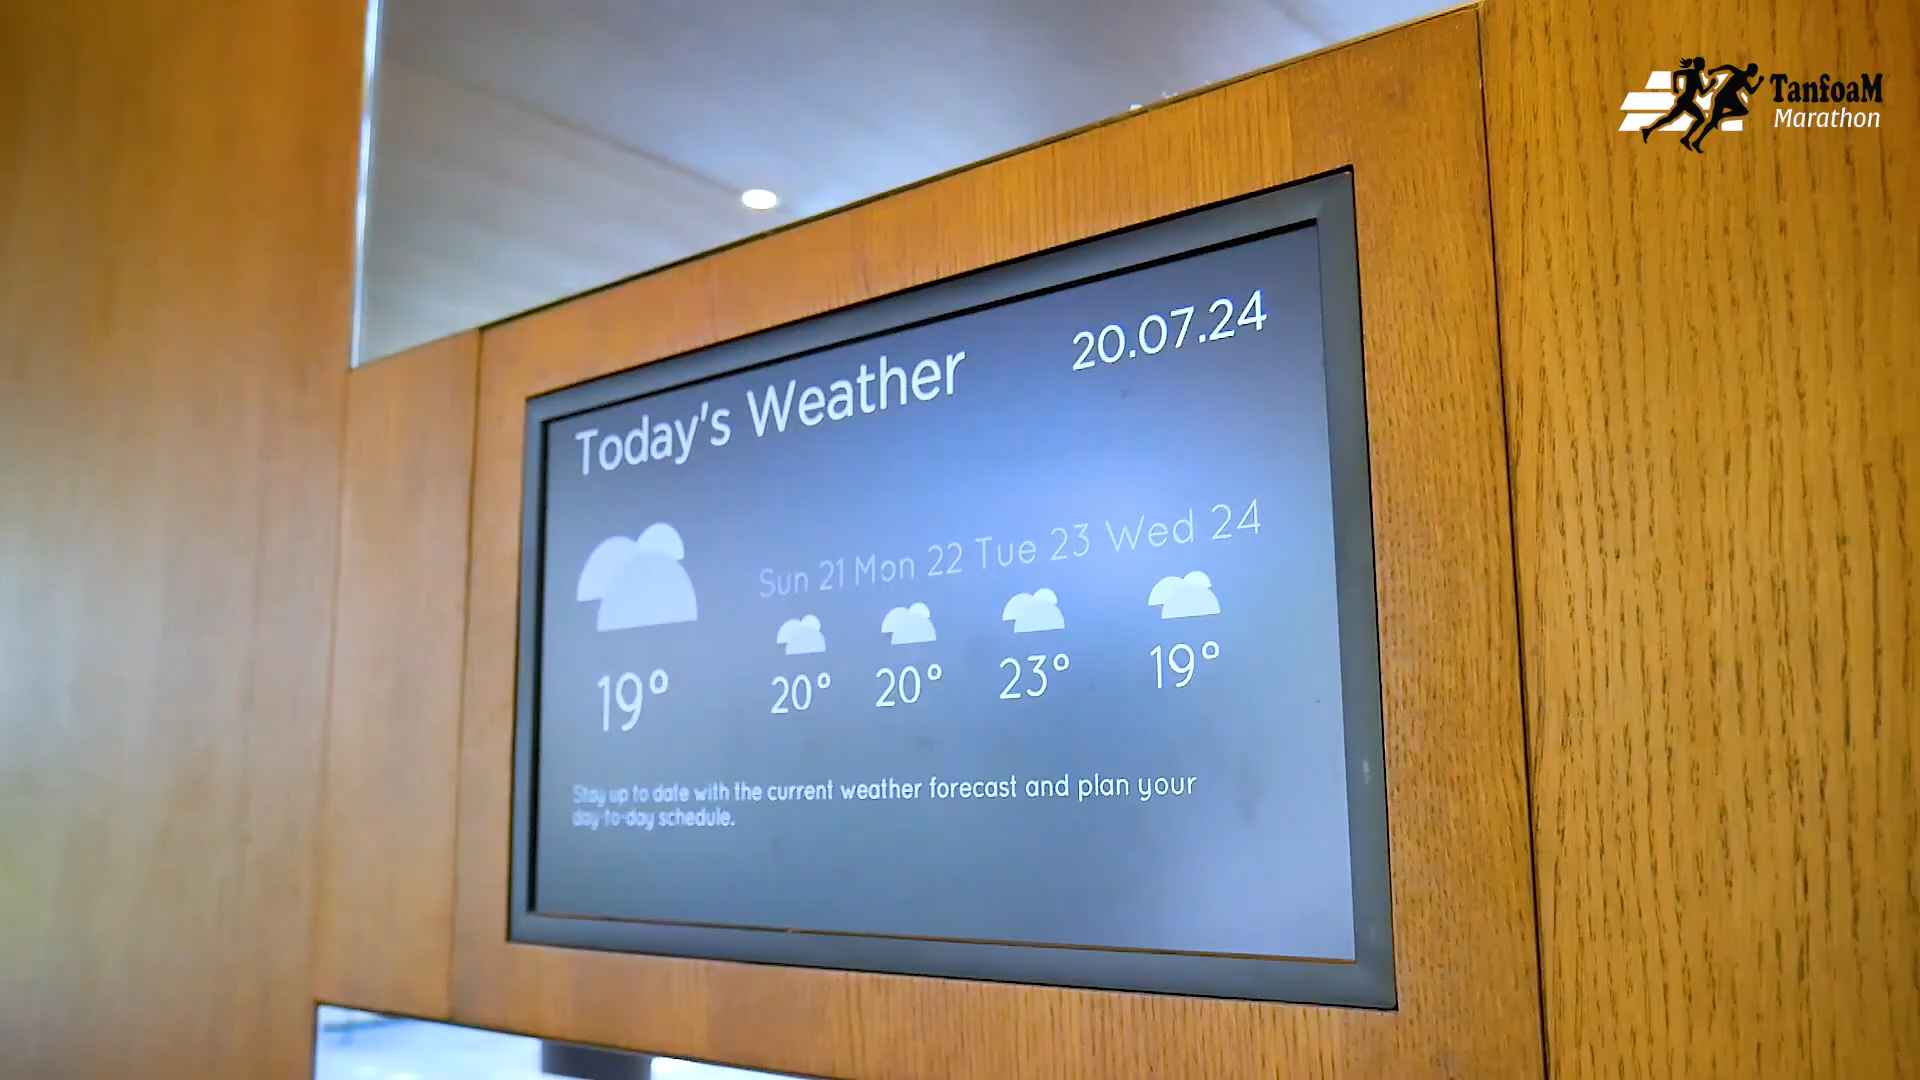 TanfoaM
Marathon
Today's Weather 20.07.24
Sun 21 Mon 22 Tue 23 Wed 24
19° 20° 20° 23° 19°
Stay up to date with the current weather forecast and plan your
day-to-day schedule.